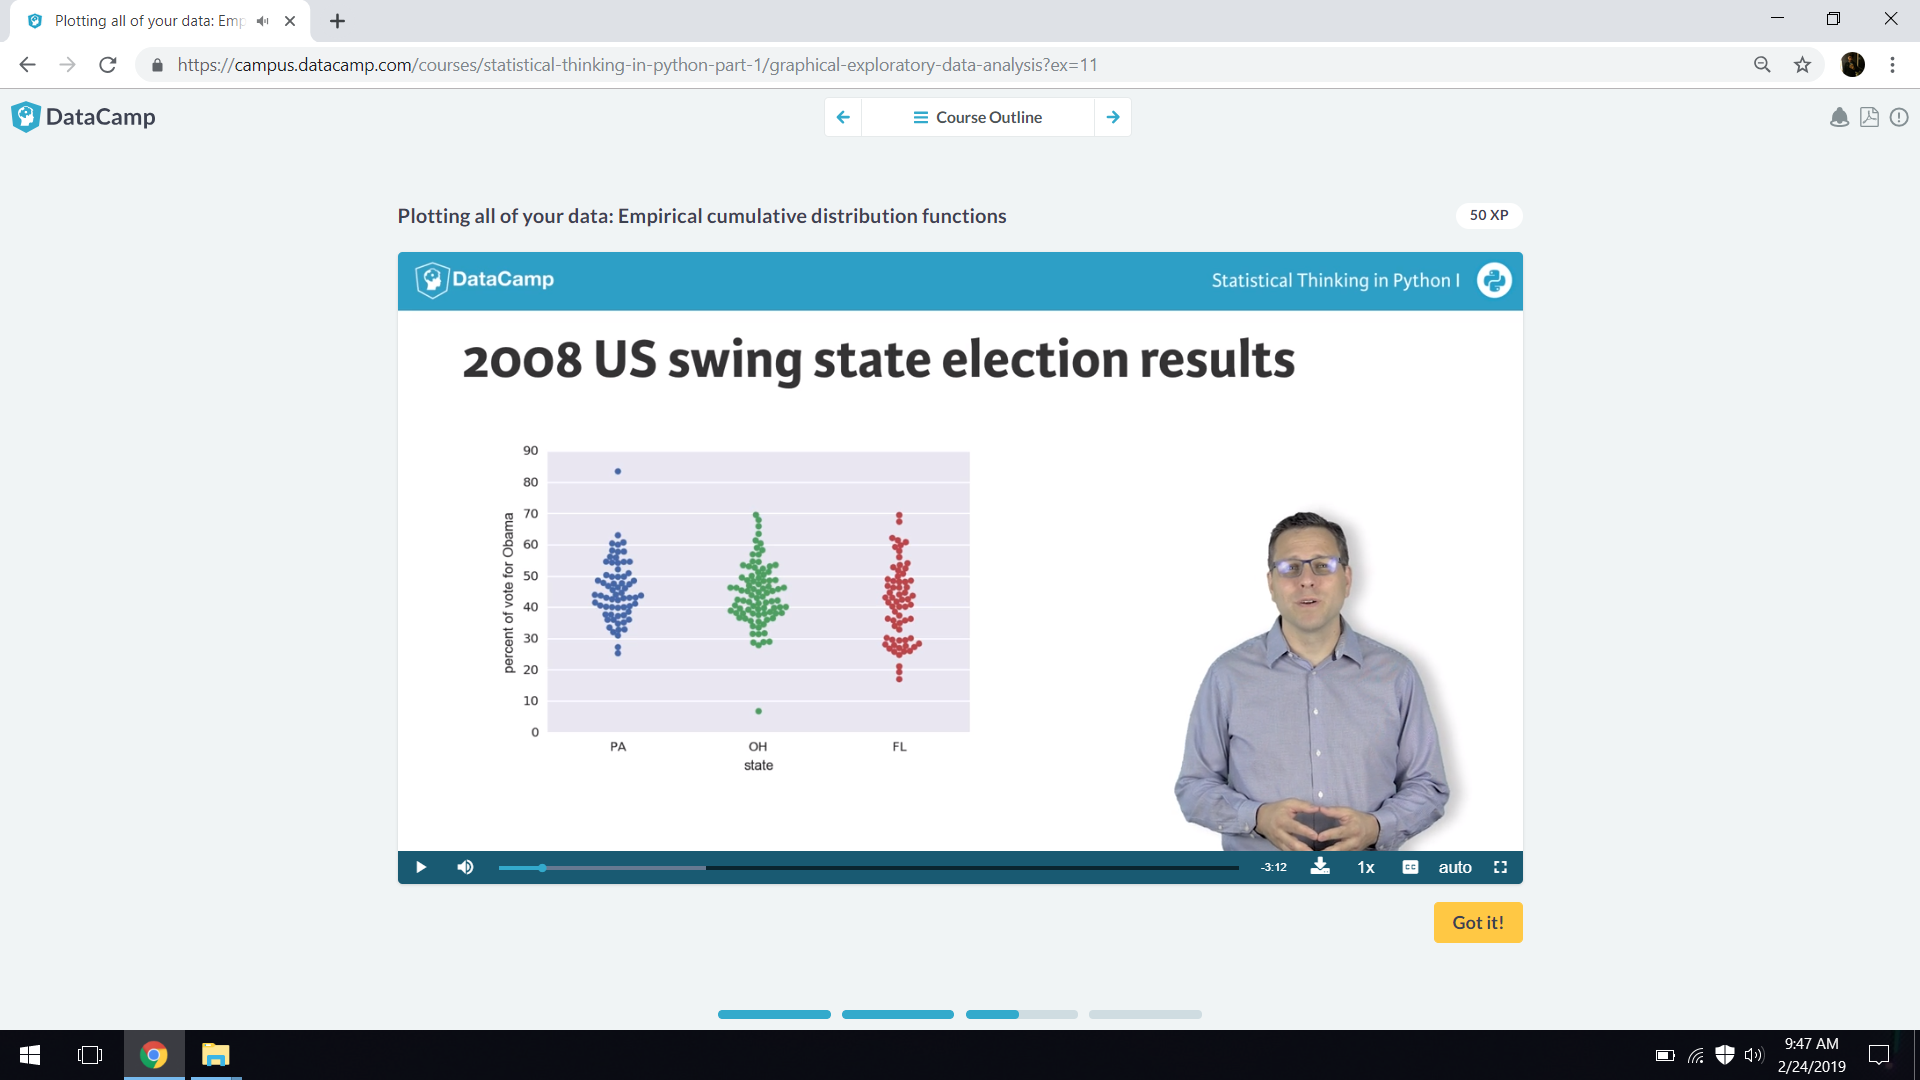 Plotting all of your data: Emp
https://campus.datacamp.com/courses/statistical-thinking-in-python-part-1/graphical-exploratory-data-analysis?ex=11
DataCamp
Course Outline
Plotting all of your data: Empirical cumulative distribution functions
50 XP
DataCamp
Statistical Thinking in Python I
2008 US swing state election results
percent of vote for Obama
90
80
70
60
50
40
30
20
10
0
PA
OH
FL
state
-3:12
1x
CC
auto
Got it!
9:47 AM
2/24/2019